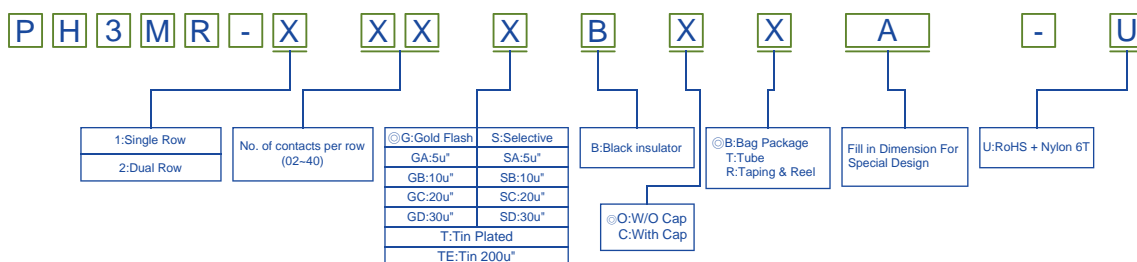 P H 3 M R - X X X X B X X A - U
1:Single Row
2:Dual Row
No. of contacts per row
(02~40)
◎G:Gold Flash S:Selective
GA:5u" SA:5u"
GB:10u" SB:10u"
GC:20u" SC:20u"
GD:30u" SD:30u"
T:Tin Plated
TE:Tin 200u"
B:Black insulator
◎O:W/O Cap
C:With Cap
◎B:Bag Package
T:Tube
R:Taping & Reel
Fill in Dimension For
Special Design
U:RoHS + Nylon 6T